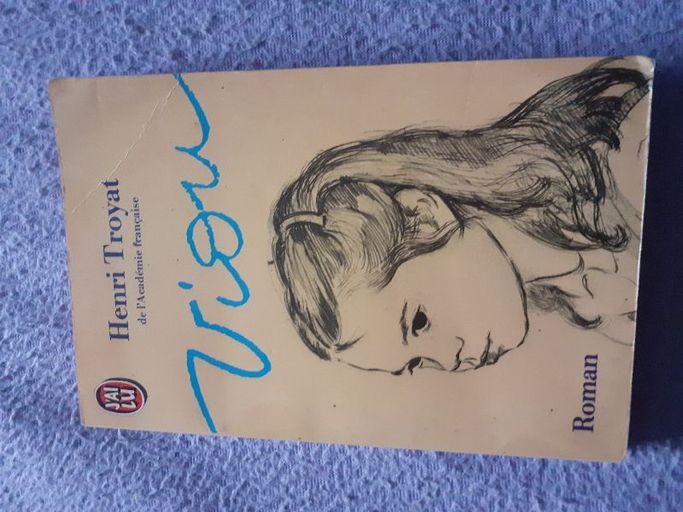 J'AI
LU
Henri Troyat
de l'Académie française
Viou
Roman